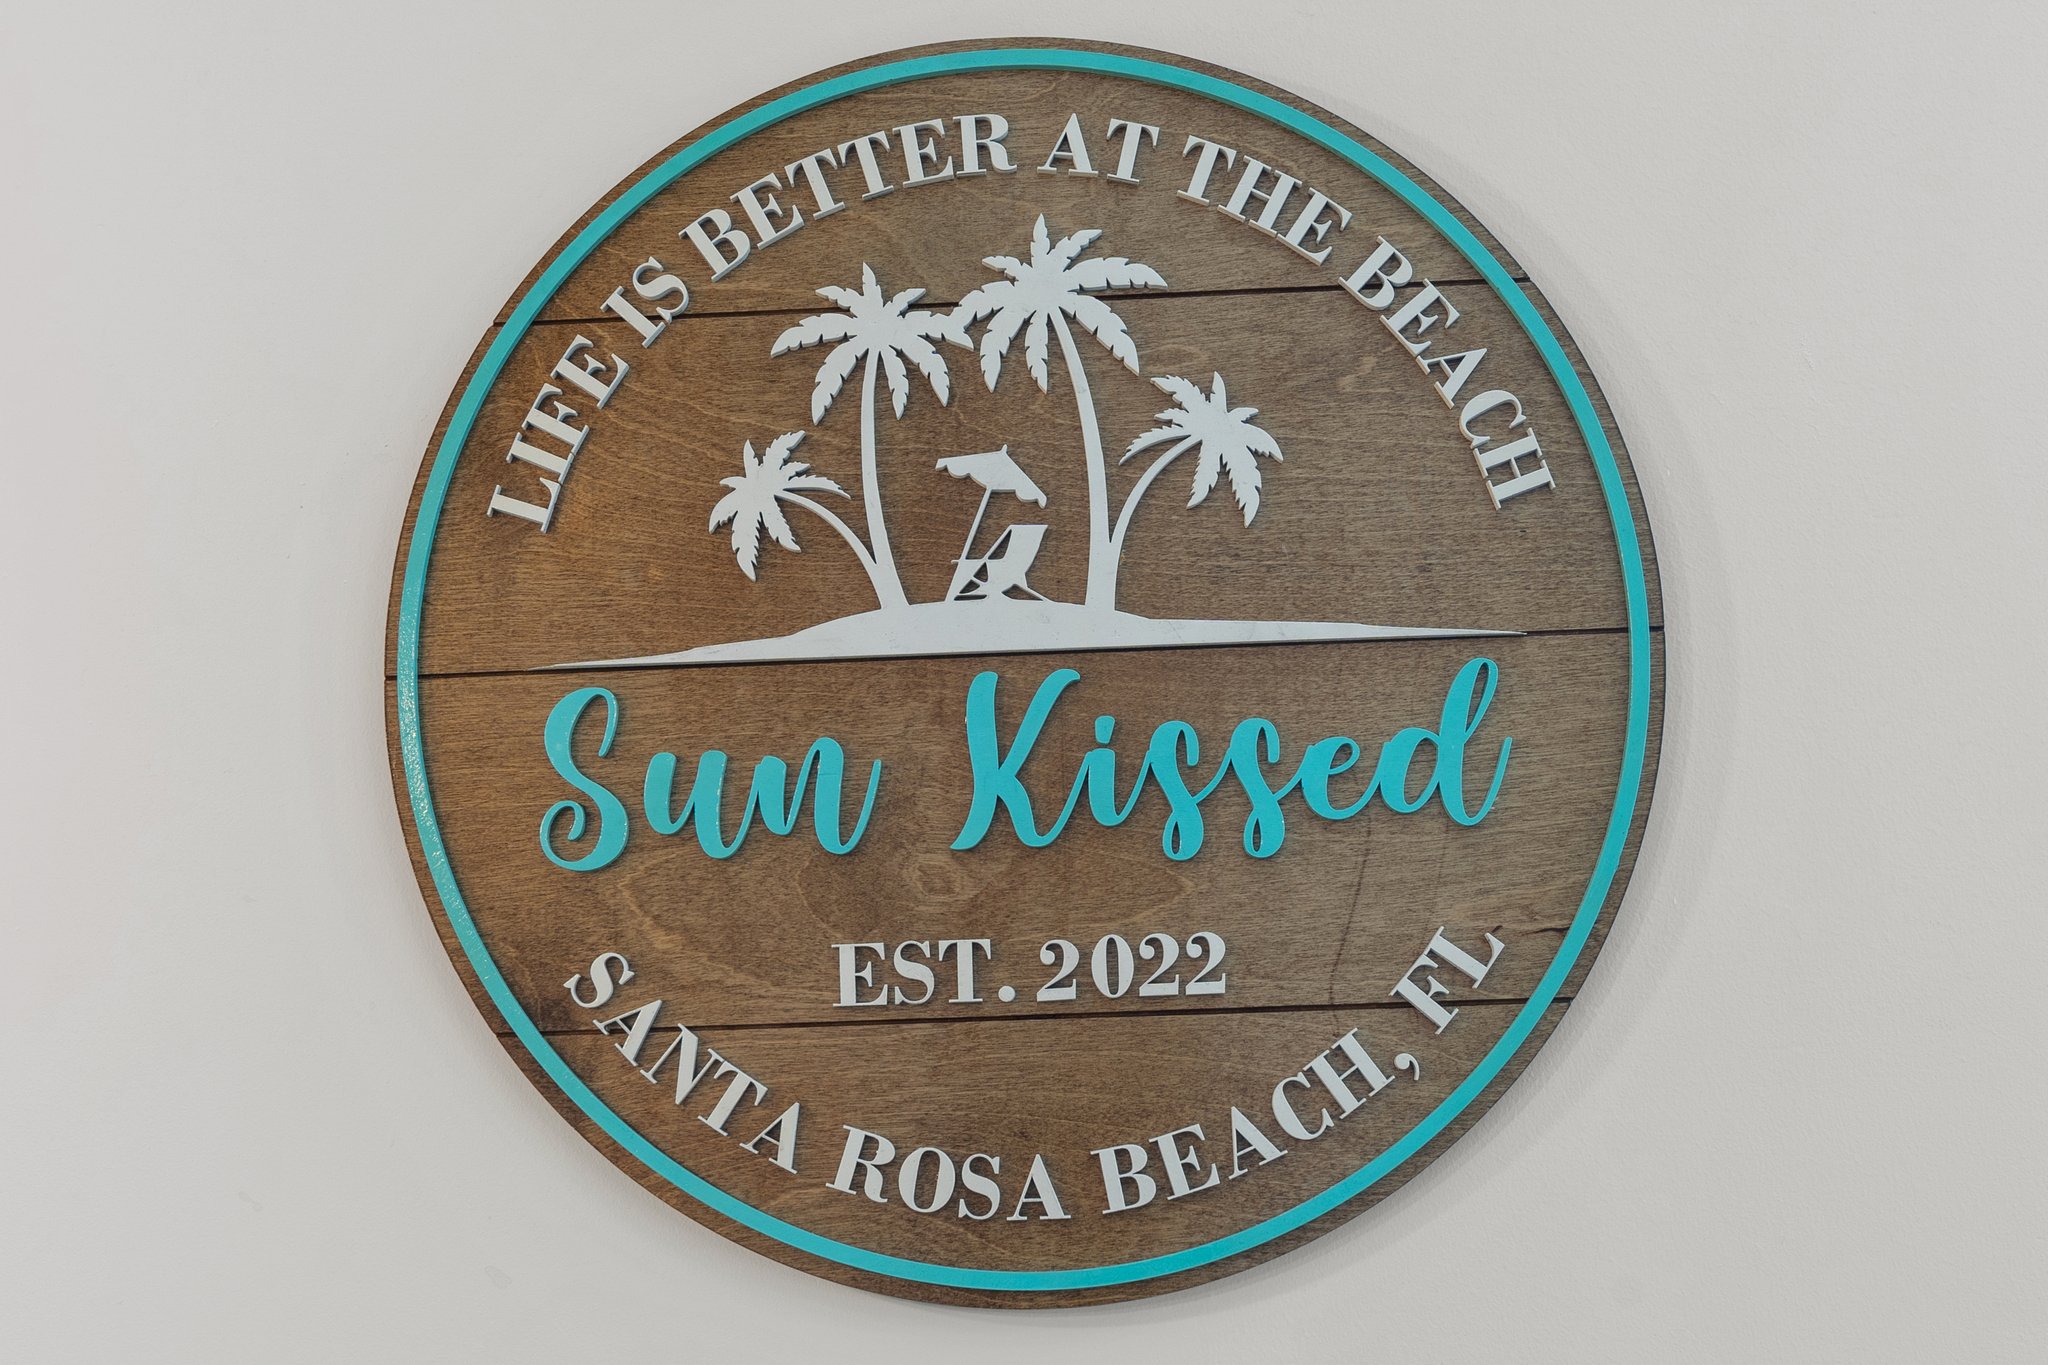 LIFE IS BETTER AT THE BEACH
Sun Kissed
EST. 2022
SANTA ROSA BEACH, FL